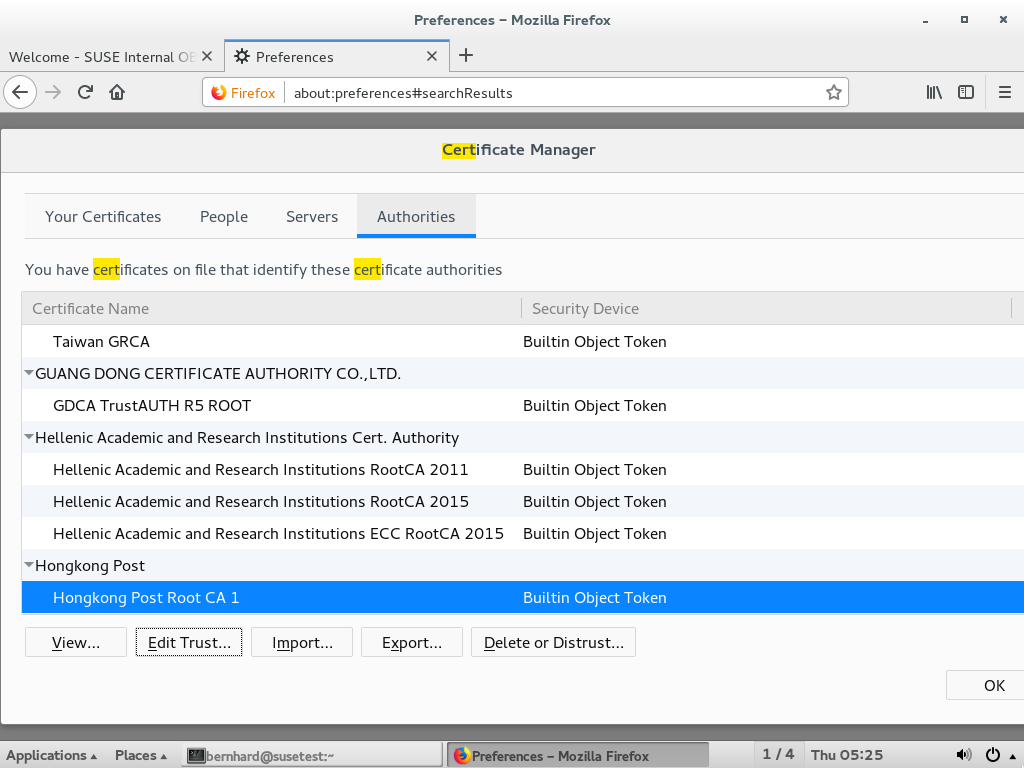 Preferences – Mozilla Firefox
Welcome - SUSE Internal OE
Preferences
Firefox
about:preferences#searchResults
Certificate Manager
Your Certificates People Servers Authorities
You have certificates on file that identify these certificate authorities
Certificate Name Security Device
Taiwan GRCA Builtin Object Token
GUANG DONG CERTIFICATE AUTHORITY CO.,LTD.
GDCA TrustAUTH R5 ROOT Builtin Object Token
Hellenic Academic and Research Institutions Cert. Authority
Hellenic Academic and Research Institutions RootCA 2011 Builtin Object Token
Hellenic Academic and Research Institutions RootCA 2015 Builtin Object Token
Hellenic Academic and Research Institutions ECC RootCA 2015 Builtin Object Token
Hongkong Post
Hongkong Post Root CA 1 Builtin Object Token
View... Edit Trust... Import... Export... Delete or Distrust...
OK
Applications Places bernhard@susetest:~ Preferences – Mozilla Firefox 1 / 4 Thu 05:25